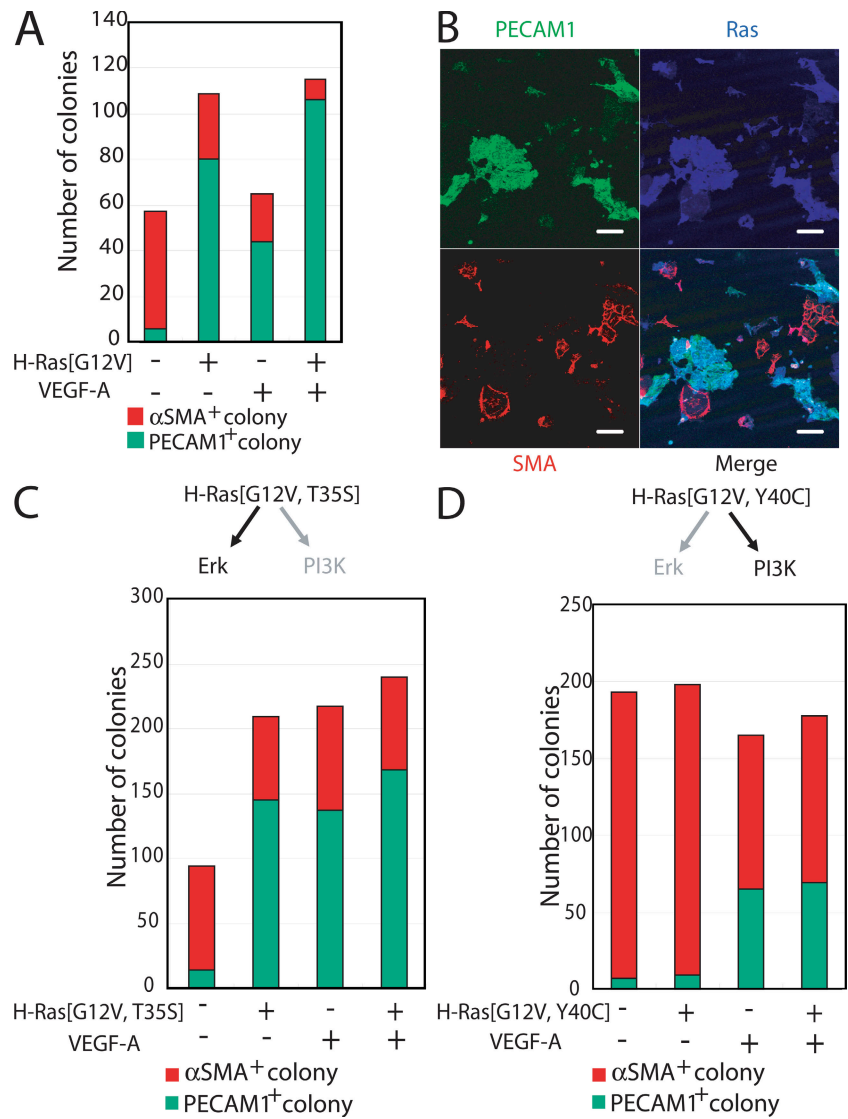 A
Number of colonies
140
120
100
80
60
40
20
0
H-Ras[G12V] - + - +
VEGF-A - - + +
αSMA+ colony
PECAM1+ colony
B
PECAM1 Ras
SMA Merge
C
H-Ras[G12V, T35S]
Erk PI3K
Number of colonies
300
250
200
150
100
50
0
H-Ras[G12V, T35S] - + - +
VEGF-A - - + +
αSMA+ colony
PECAM1+ colony
D
H-Ras[G12V, Y40C]
Erk PI3K
Number of colonies
250
200
150
100
50
0
H-Ras[G12V, Y40C] - + - +
VEGF-A - - + +
αSMA+ colony
PECAM1+ colony